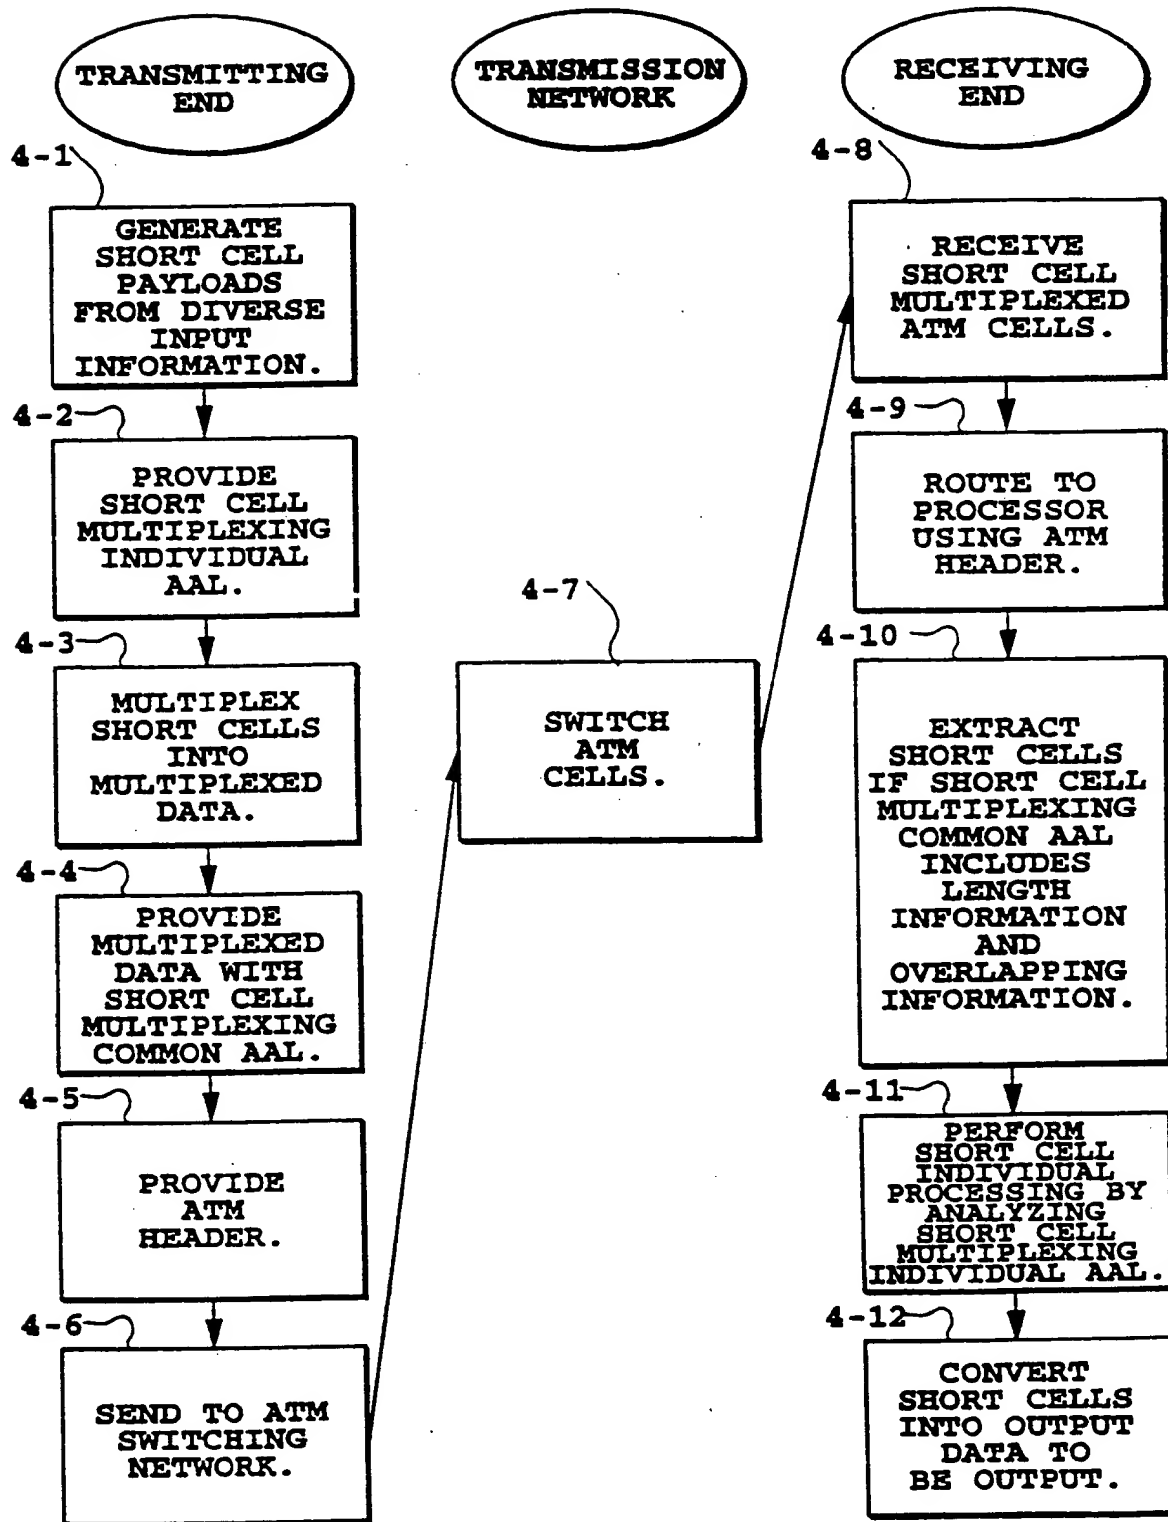 TRANSMITTING
END
4-1
GENERATE
SHORT CELL
PAYLOADS
FROM DIVERSE
INPUT
INFORMATION.
4-2
PROVIDE
SHORT CELL
MULTIPLEXING
INDIVIDUAL
AAL.
4-3
MULTIPLEX
SHORT CELLS
INTO
MULTIPLEXED
DATA.
4-4
PROVIDE
MULTIPLEXED
DATA WITH
SHORT CELL
MULTIPLEXING
COMMON AAL.
4-5
PROVIDE
ATM
HEADER.
4-6
SEND TO ATM
SWITCHING
NETWORK.
TRANSMISSION
NETWORK
4-7
SWITCH
ATM
CELLS.
RECEIVING
END
4-8
RECEIVE
SHORT CELL
MULTIPLEXED
ATM CELLS.
4-9
ROUTE TO
PROCESSOR
USING ATM
HEADER.
4-10
EXTRACT
SHORT CELLS
IF SHORT CELL
MULTIPLEXING
COMMON AAL
INCLUDES
LENGTH
INFORMATION
AND
OVERLAPPING
INFORMATION.
4-11
PERFORM
SHORT CELL
INDIVIDUAL
PROCESSING BY
ANALYZING
SHORT CELL
MULTIPLEXING
INDIVIDUAL AAL.
4-12
CONVERT
SHORT CELLS
INTO OUTPUT
DATA TO
BE OUTPUT.